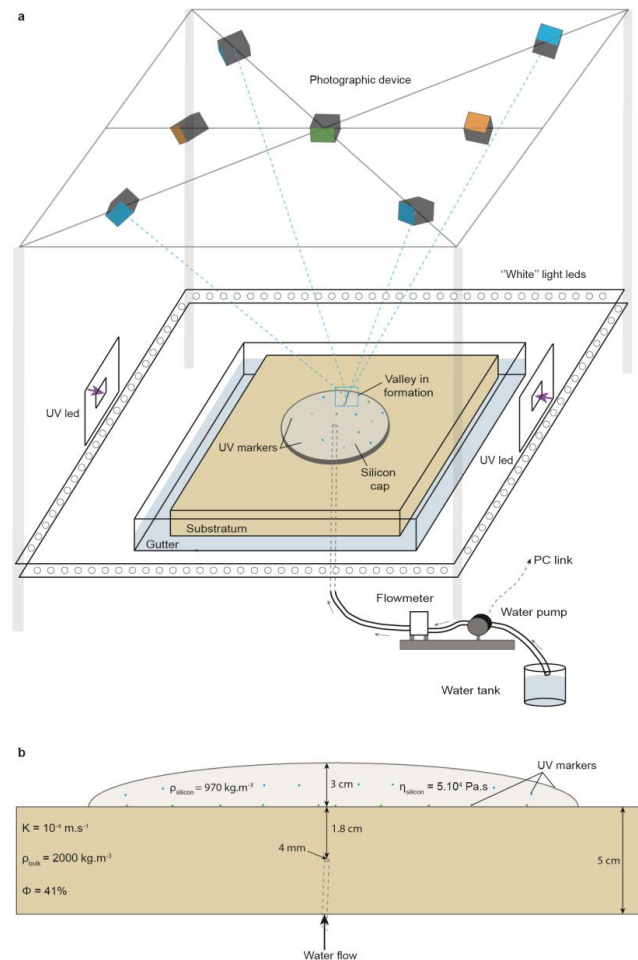 a
Photographic device
‘’White’’ light leds
UV led
Valley in
formation
UV markers
Silicon
cap
UV led
Substratum
Gutter
PC link
Flowmeter
Water pump
Water tank
b
UV markers
ρsilicon = 970 kg.m⁻³
3 cm
ηsilicon = 5.10⁴ Pa.s
K = 10⁻⁴ m.s⁻¹
1.8 cm
4 mm
ρbulk = 2000 kg.m⁻³
5 cm
Φ = 41%
Water flow